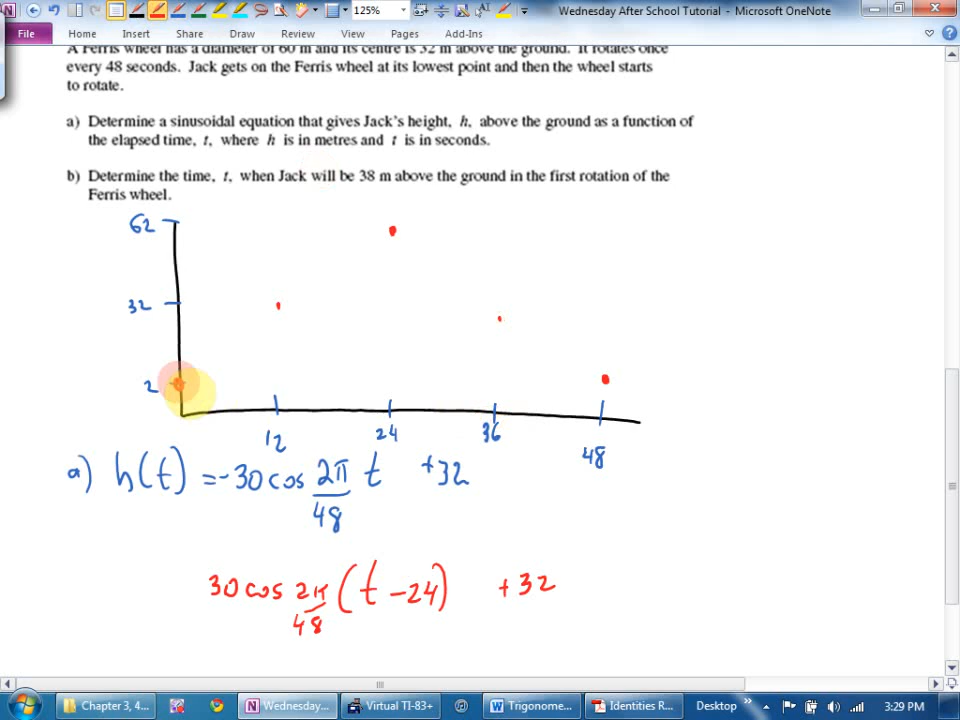 125%
Wednesday After School Tutorial - Microsoft OneNote
File Home Insert Share Draw Review View Pages Add-Ins
A Ferris wheel has a diameter of 60 m and its centre is 32 m above the ground. It rotates once
every 48 seconds. Jack gets on the Ferris wheel at its lowest point and then the wheel starts
to rotate.
a) Determine a sinusoidal equation that gives Jack's height, h, above the ground as a function of
the elapsed time, t, where h is in metres and t is in seconds.
b) Determine the time, t, when Jack will be 38 m above the ground in the first rotation of the
Ferris wheel.
62
32
2
12 24 36 48
a) h(t) = -30 cos 2π/48 t +32
30 cos 2π/48 (t - 24) + 32
Chapter 3, 4... Wednesday... Virtual TI-83+ Trigonome... Identities R... Desktop » 3:29 PM